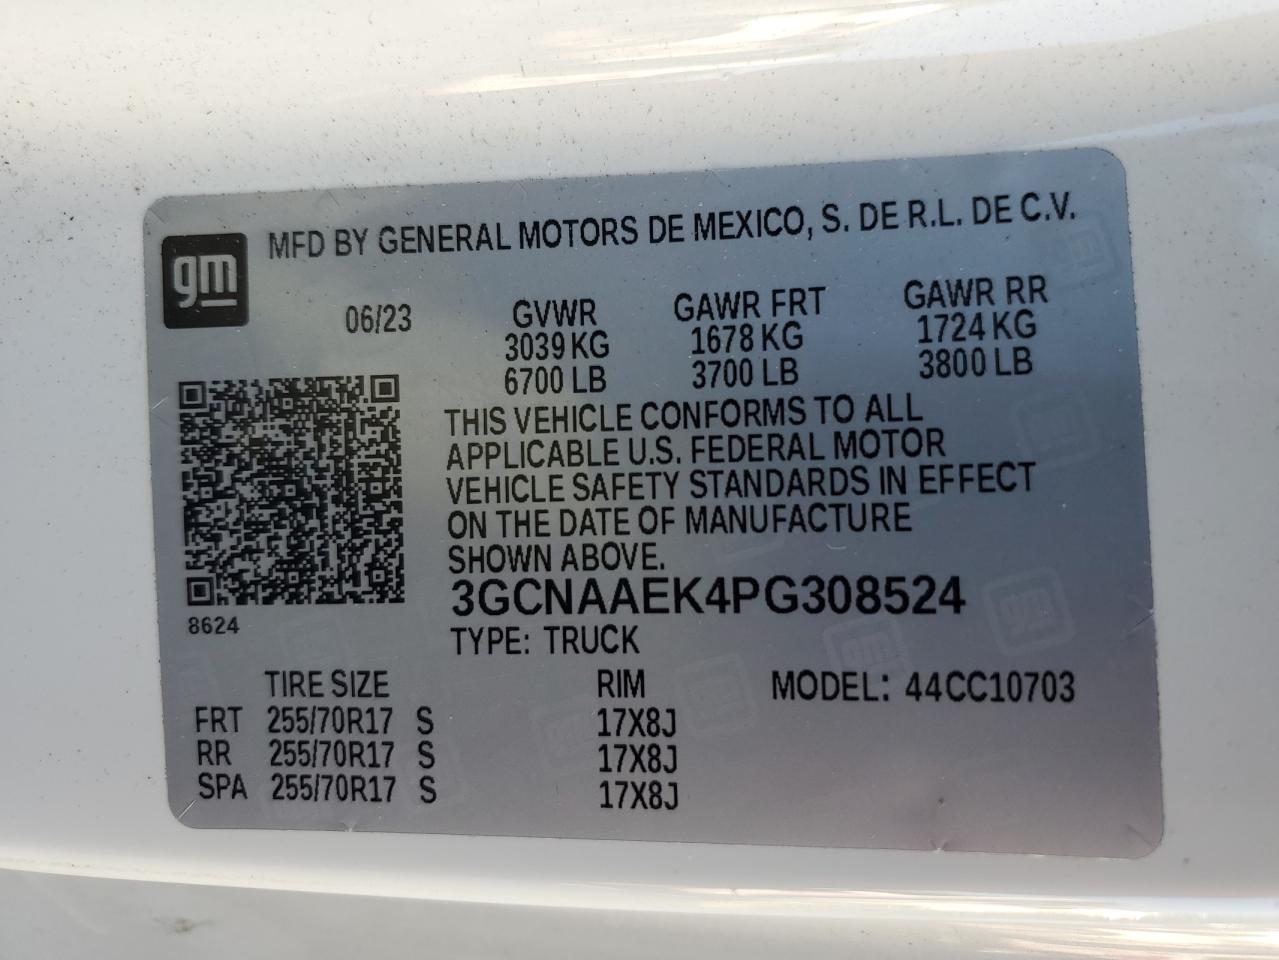 gm
MFD BY GENERAL MOTORS DE MEXICO, S. DE R.L. DE C.V.
06/23 GVWR GAWR FRT GAWR RR
3039 KG 1678 KG 1724 KG
6700 LB 3700 LB 3800 LB
THIS VEHICLE CONFORMS TO ALL
APPLICABLE U.S. FEDERAL MOTOR
VEHICLE SAFETY STANDARDS IN EFFECT
ON THE DATE OF MANUFACTURE
SHOWN ABOVE.
3GCNAAEK4PG308524
8624
TYPE: TRUCK
TIRE SIZE RIM MODEL: 44CC10703
FRT 255/70R17 S 17X8J
RR 255/70R17 S 17X8J
SPA 255/70R17 S 17X8J